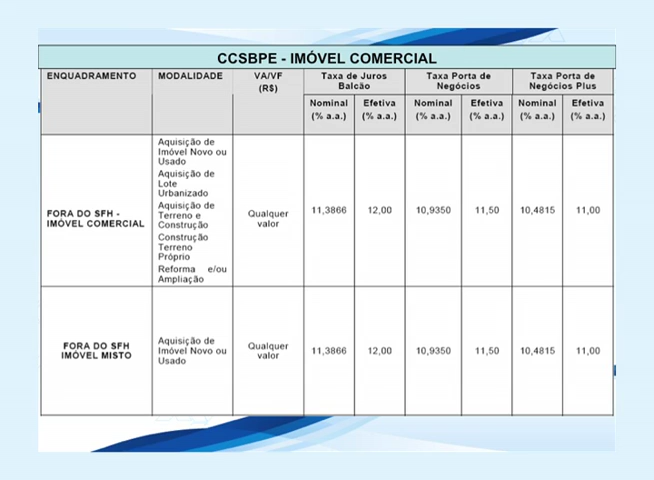 CCSBPE - IMÓVEL COMERCIAL
ENQUADRAMENTO
MODALIDADE
VA/VF
(R$)
Taxa de Juros
Balcão
Taxa Porta de
Negócios
Taxa Porta de
Negócios Plus
Nominal
(% a.a.)
Efetiva
(% a.a.)
Nominal
(% a.a.)
Efetiva
(% a.a.)
Nominal
(% a.a.)
Efetiva
(% a.a.)
FORA DO SFH -
IMÓVEL COMERCIAL
Aquisição de
Imóvel Novo ou
Usado
Aquisição de
Lote
Urbanizado
Aquisição de
Terreno e
Construção
Construção
Terreno
Próprio
Reforma e/ou
Ampliação
Qualquer
valor
11,3866
12,00
10,9350
11,50
10,4815
11,00
FORA DO SFH
IMÓVEL MISTO
Aquisição de
Imóvel Novo ou
Usado
Qualquer
valor
11,3866
12,00
10,9350
11,50
10,4815
11,00